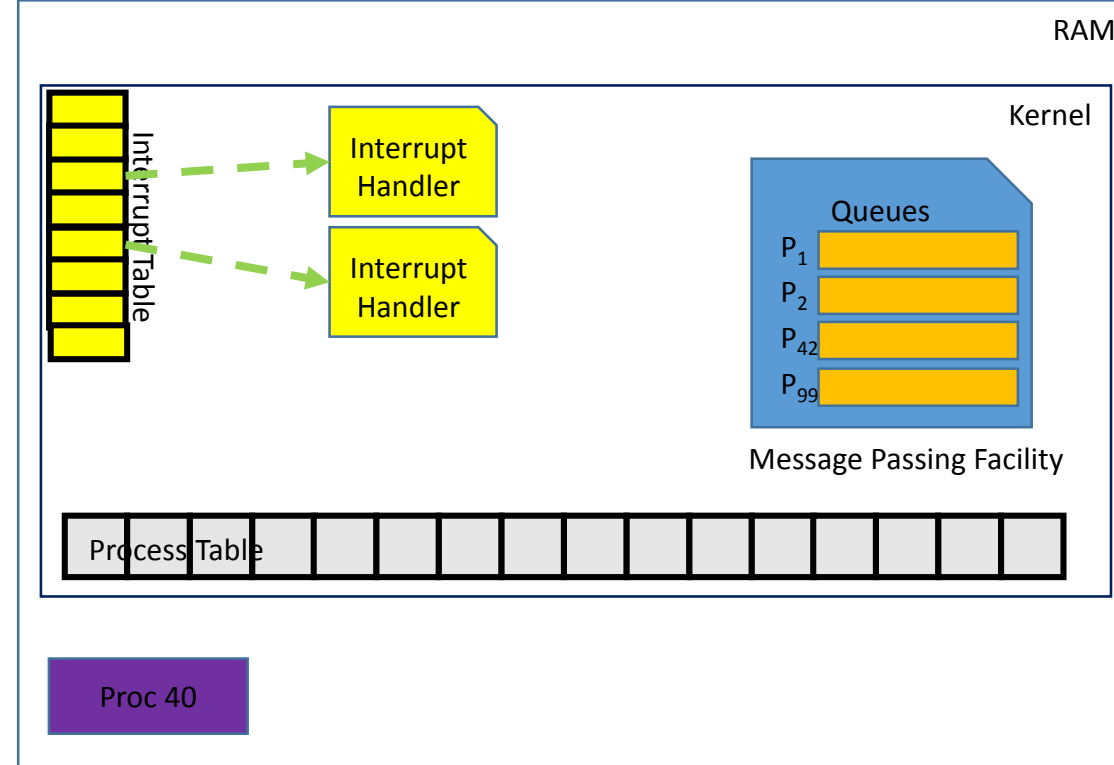 RAM
Kernel
Interrupt Table
Interrupt
Handler
Interrupt
Handler
Queues
P1
P2
P42
P99
Message Passing Facility
Process Table
Proc 40